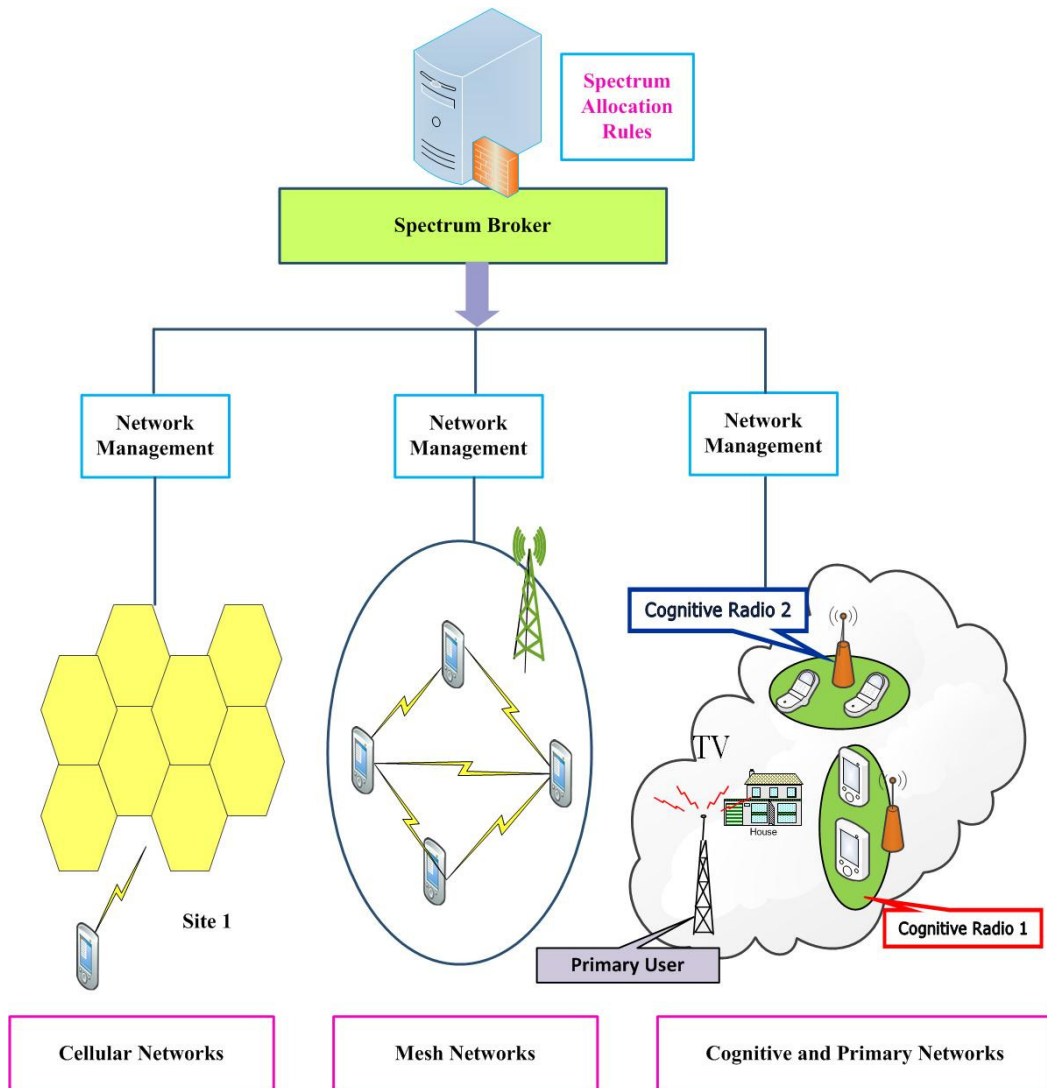 Spectrum
Allocation
Rules
Spectrum Broker
Network
Management
Network
Management
Network
Management
Cognitive Radio 2
TV
House
Site 1
Cognitive Radio 1
Primary User
Cellular Networks
Mesh Networks
Cognitive and Primary Networks